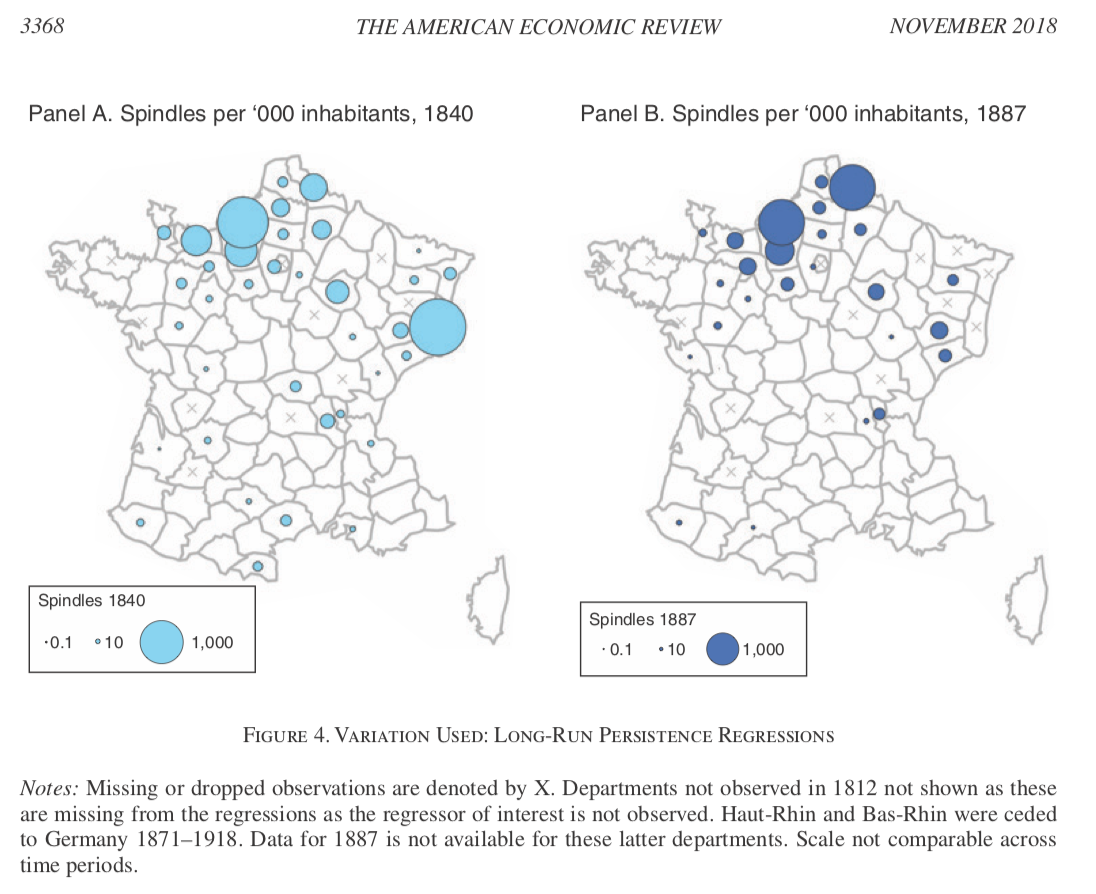 3368 THE AMERICAN ECONOMIC REVIEW NOVEMBER 2018
Panel A. Spindles per ‘000 inhabitants, 1840
Panel B. Spindles per ‘000 inhabitants, 1887
Spindles 1840
0.1 10 1,000
Spindles 1887
0.1 10 1,000
Figure 4. Variation Used: Long-Run Persistence Regressions
Notes: Missing or dropped observations are denoted by X. Departments not observed in 1812 not shown as these
are missing from the regressions as the regressor of interest is not observed. Haut-Rhin and Bas-Rhin were ceded
to Germany 1871–1918. Data for 1887 is not available for these latter departments. Scale not comparable across
time periods.